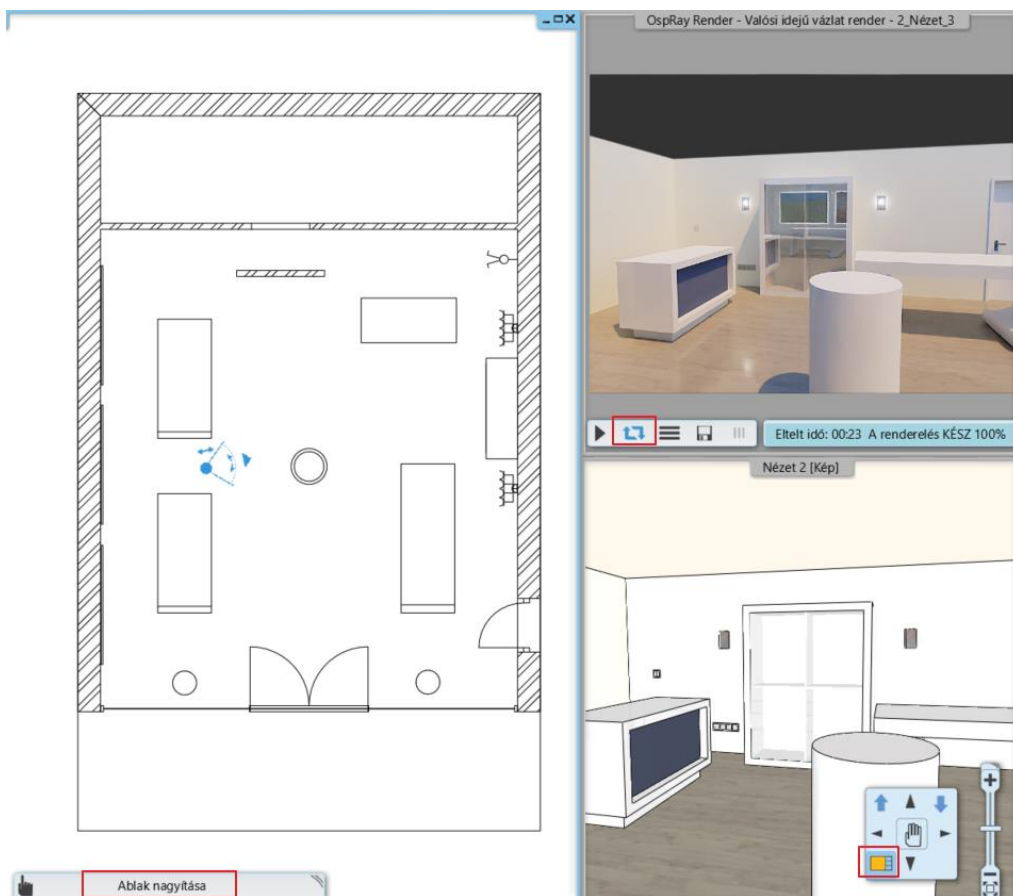 OspRay Render - Valósi idejű vázlat render - 2_Nézet_3
Eltelt idő: 00:23 A renderelés KÉSZ 100%
Nézet 2 [Kép]
Ablak nagyítása